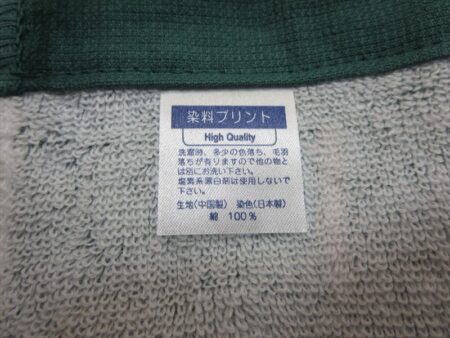 染料プリント
High Quality
洗濯時、多少の色落ち、毛羽
落ちが有りますので他の物と
は別にお洗い下さい。
塩素系漂白剤は使用しないで
下さい。
生地(中国製) 染色(日本製)
綿 100%